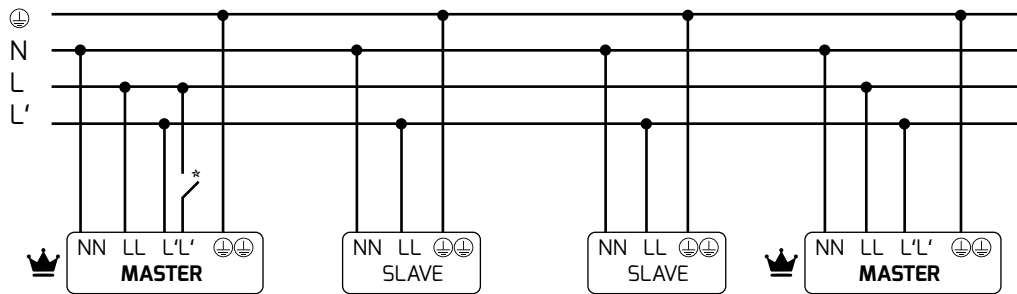 ⏚
N
L
L'
*
NN LL L'L' ⏚⏚
MASTER
NN LL ⏚⏚
SLAVE
NN LL ⏚⏚
SLAVE
NN LL L'L' ⏚⏚
MASTER